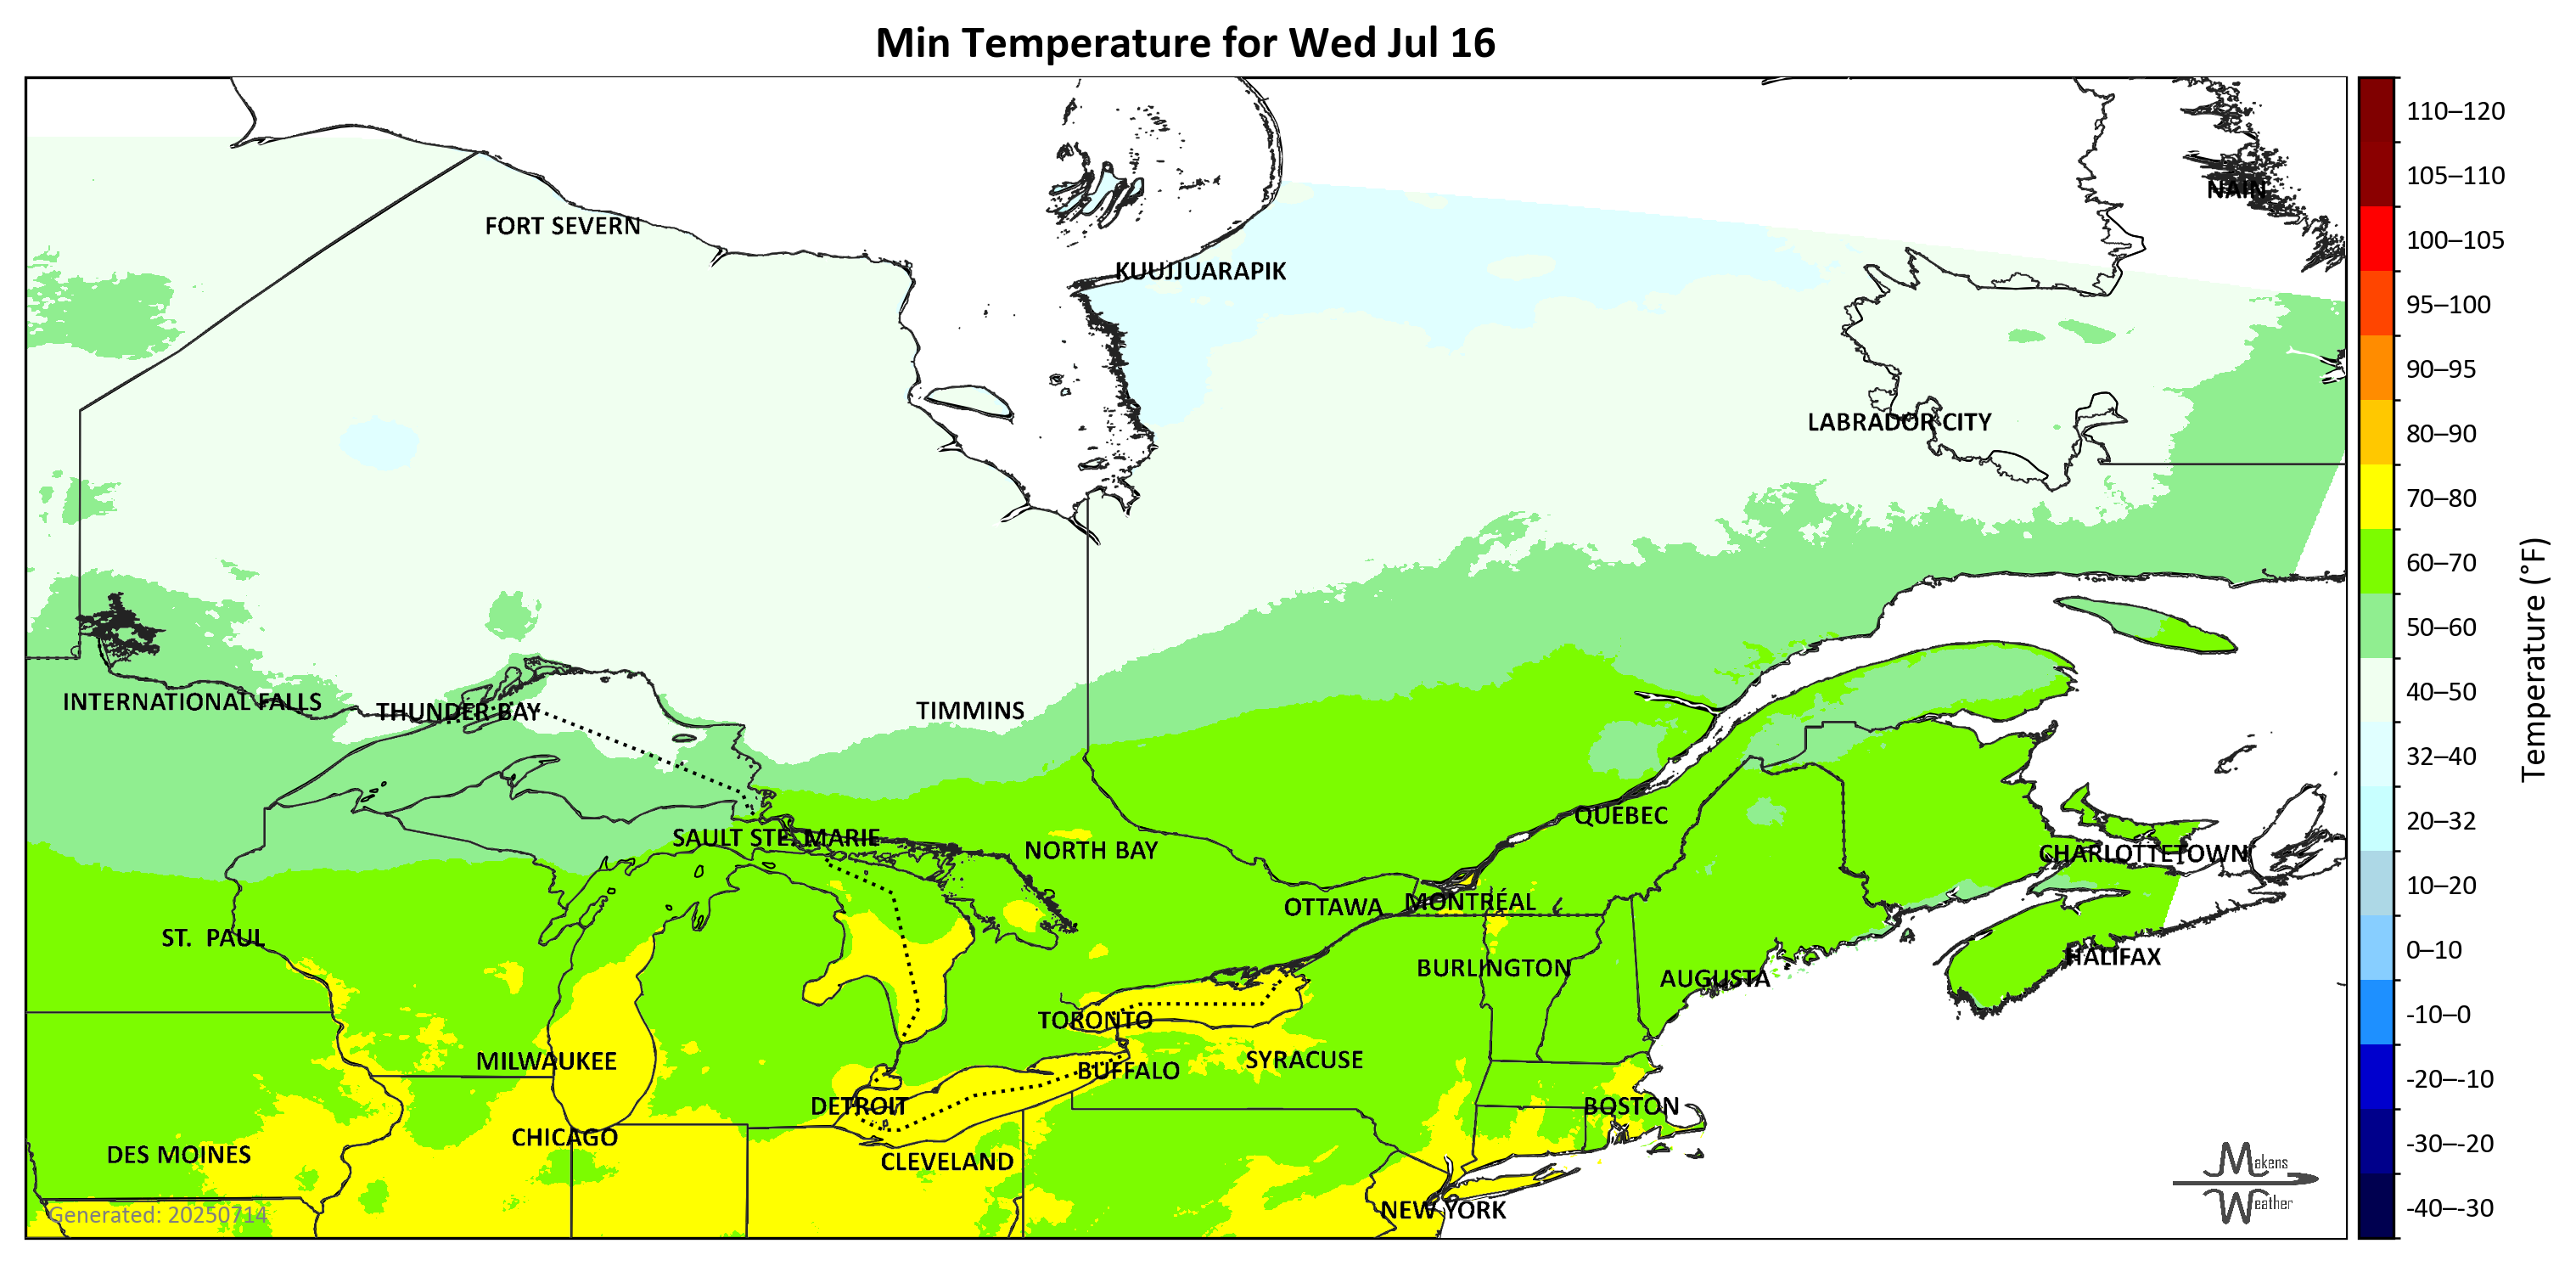 Min Temperature for Wed Jul 16
FORT SEVERN
KUUJJUARAPIK
NAIN
LABRADOR CITY
INTERNATIONAL FALLS
THUNDER BAY
TIMMINS
SAULT STE. MARIE
NORTH BAY
QUEBEC
CHARLOTTETOWN
OTTAWA
MONTRÉAL
ST. PAUL
HALIFAX
BURLINGTON
AUGUSTA
TORONTO
MILWAUKEE
BUFFALO
SYRACUSE
DETROIT
BOSTON
CHICAGO
DES MOINES
CLEVELAND
NEW YORK
Generated: 20250714
Makens
Weather
110–120
105–110
100–105
95–100
90–95
80–90
70–80
60–70
50–60
40–50
32–40
20–32
10–20
0–10
-10–0
-20–-10
-30–-20
-40–-30
Temperature (°F)